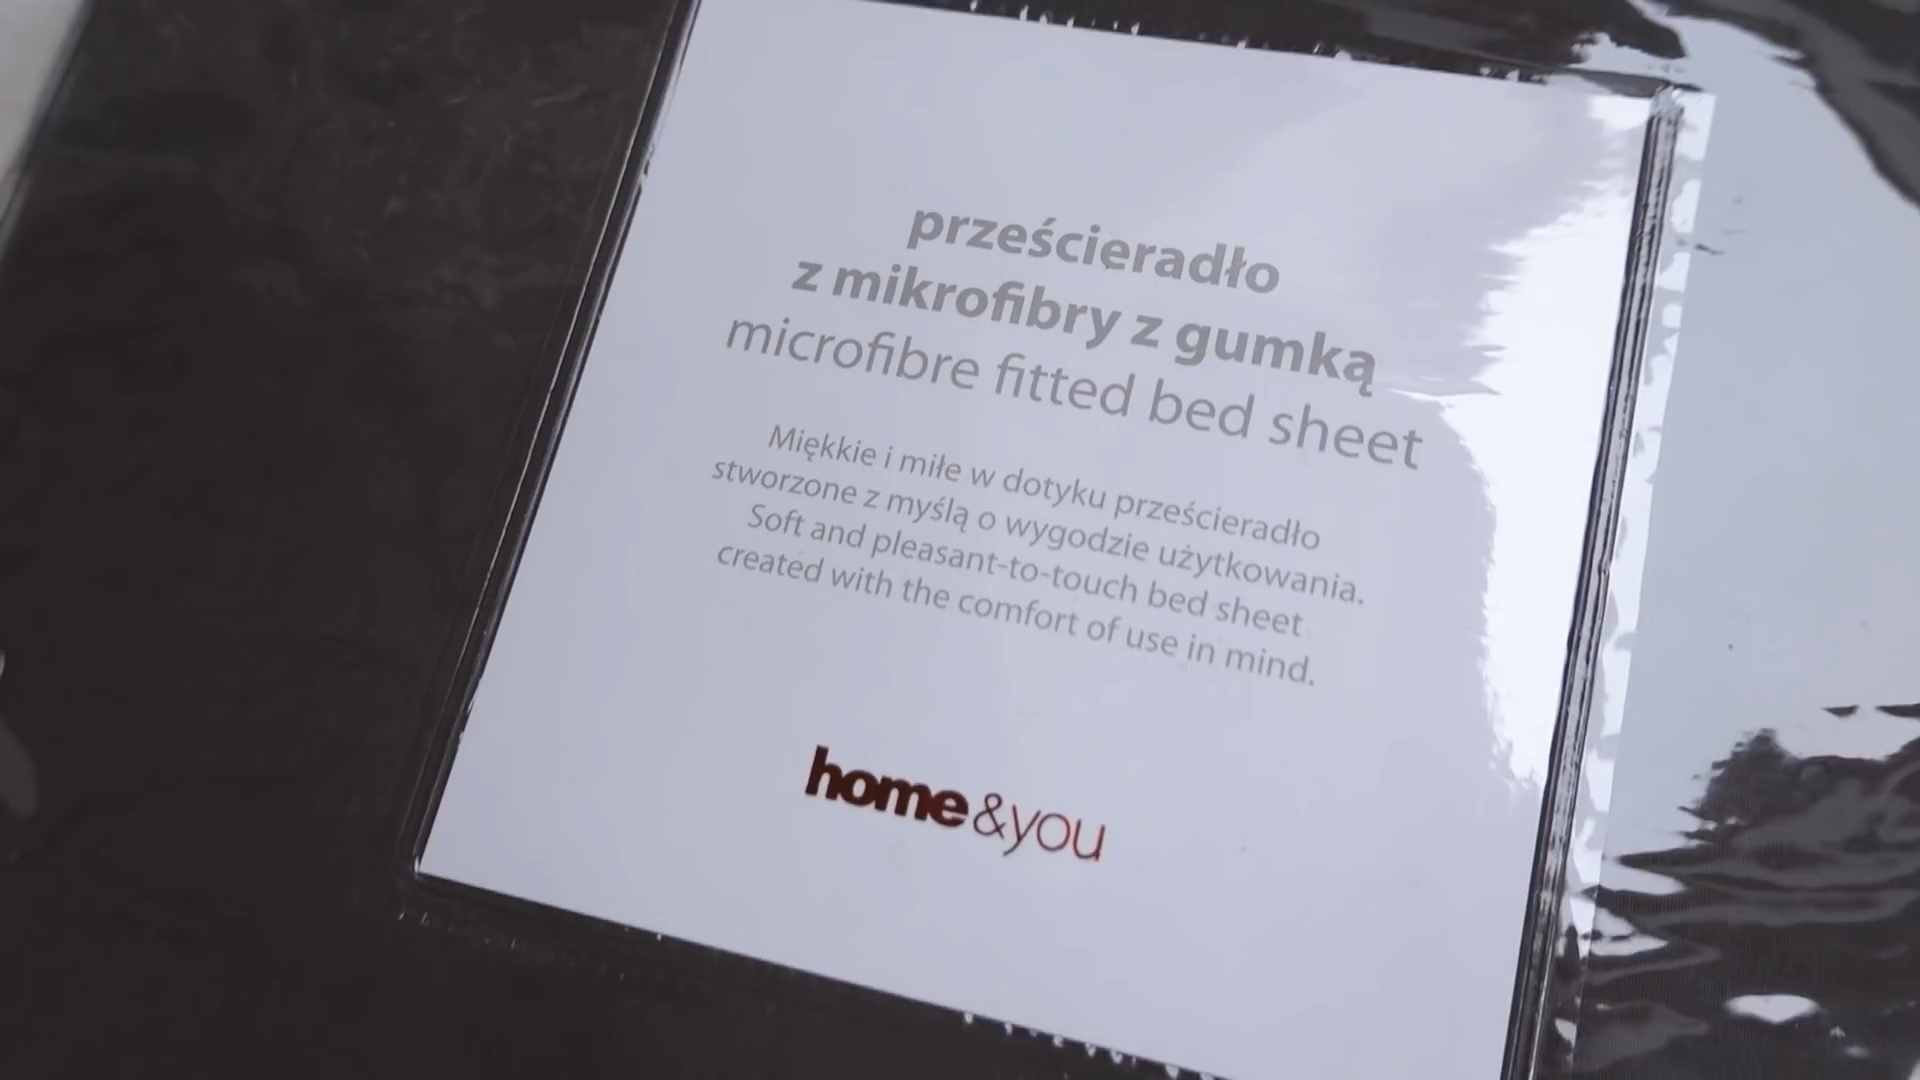 prześcieradło
z mikrofibry z gumką
microfibre fitted bed sheet
Miękkie i miłe w dotyku prześcieradło
stworzone z myślą o wygodzie użytkowania.
Soft and pleasant-to-touch bed sheet
created with the comfort of use in mind.
home&you